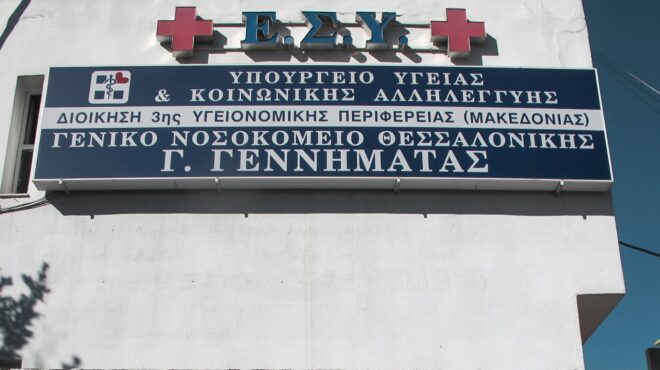 Ε.Σ.Υ.
ΥΠΟΥΡΓΕΙΟ ΥΓΕΙΑΣ
& ΚΟΙΝΩΝΙΚΗΣ ΑΛΛΗΛΕΓΓΥΗΣ
ΔΙΟΙΚΗΣΗ 3ης ΥΓΕΙΟΝΟΜΙΚΗΣ ΠΕΡΙΦΕΡΕΙΑΣ (ΜΑΚΕΔΟΝΙΑΣ)
ΓΕΝΙΚΟ ΝΟΣΟΚΟΜΕΙΟ ΘΕΣΣΑΛΟΝΙΚΗΣ
Γ. ΓΕΝΝΗΜΑΤΑΣ